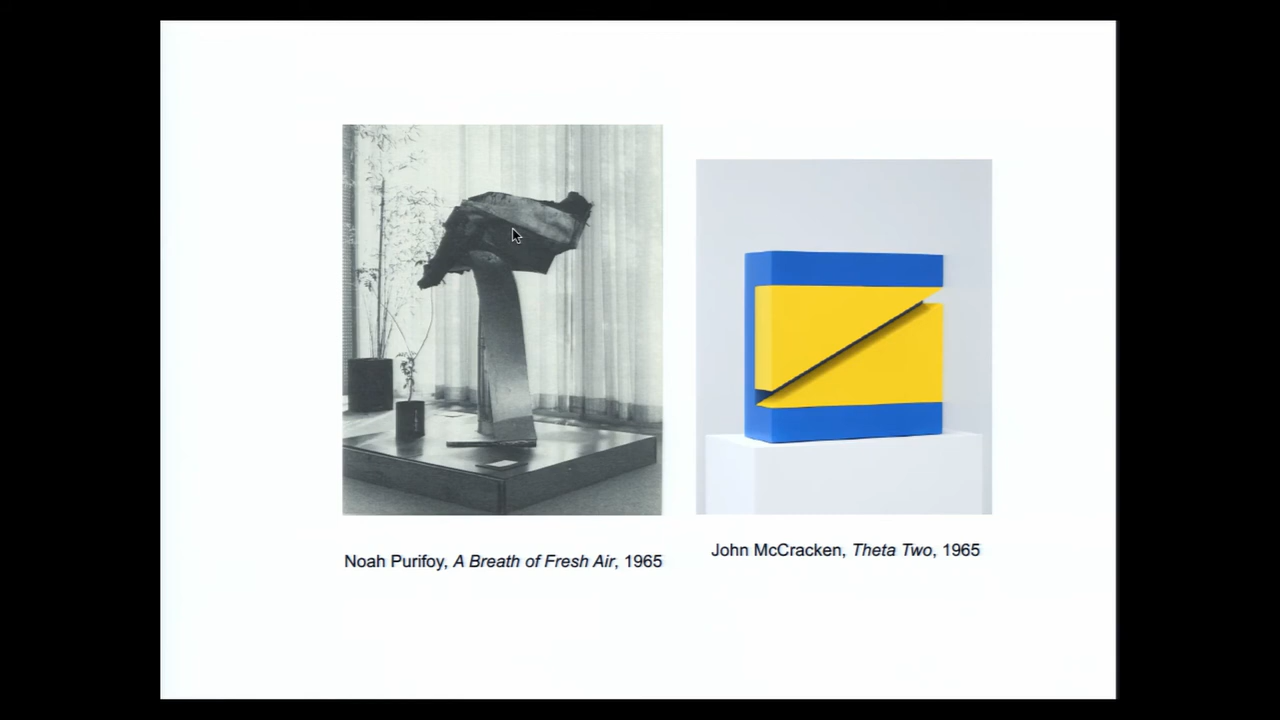 Noah Purifoy, A Breath of Fresh Air, 1965
John McCracken, Theta Two, 1965